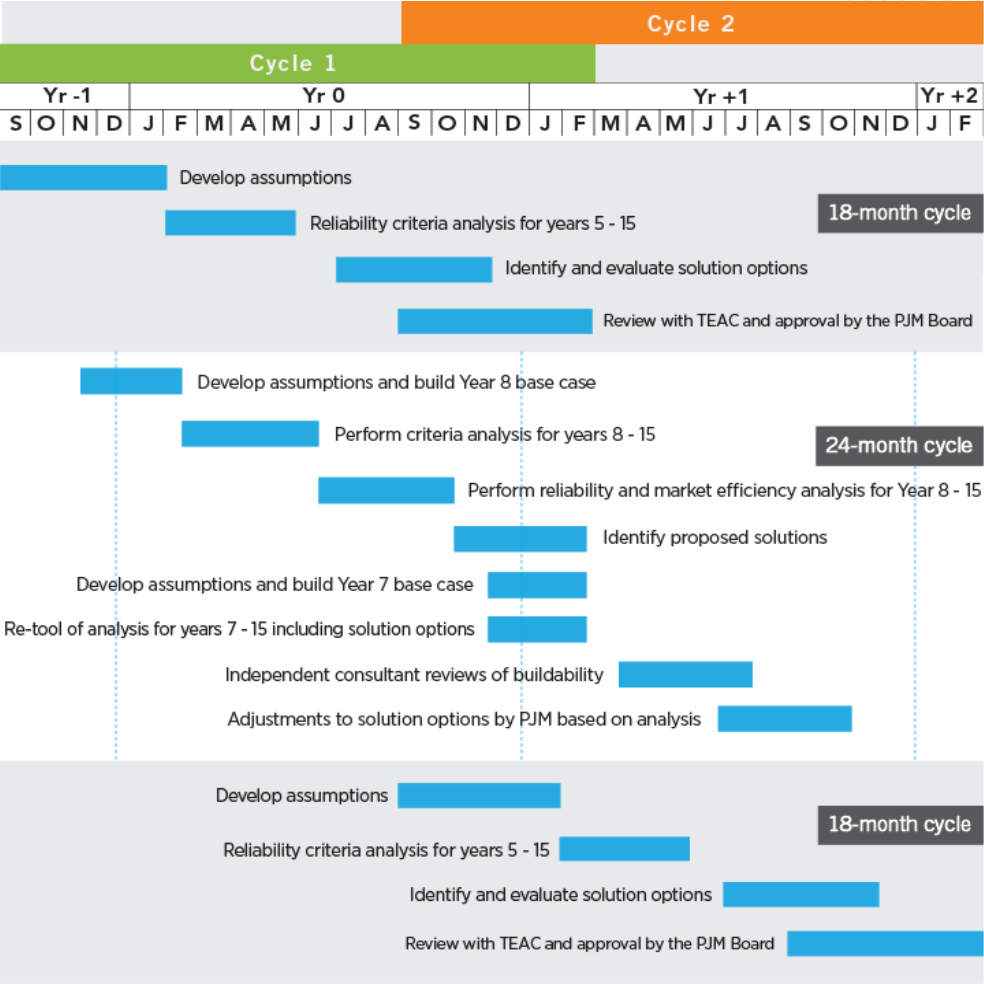 Cycle 2
Cycle 1
Yr -1 Yr 0 Yr +1 Yr +2
S O N D J F M A M J J A S O N D J F M A M J J A S O N D J F
Develop assumptions
18-month cycle
Reliability criteria analysis for years 5 - 15
Identify and evaluate solution options
Review with TEAC and approval by the PJM Board
Develop assumptions and build Year 8 base case
Perform criteria analysis for years 8 - 15
24-month cycle
Perform reliability and market efficiency analysis for Year 8 - 15
Identify proposed solutions
Develop assumptions and build Year 7 base case
Re-tool of analysis for years 7 - 15 including solution options
Independent consultant reviews of buildability
Adjustments to solution options by PJM based on analysis
Develop assumptions
18-month cycle
Reliability criteria analysis for years 5 - 15
Identify and evaluate solution options
Review with TEAC and approval by the PJM Board